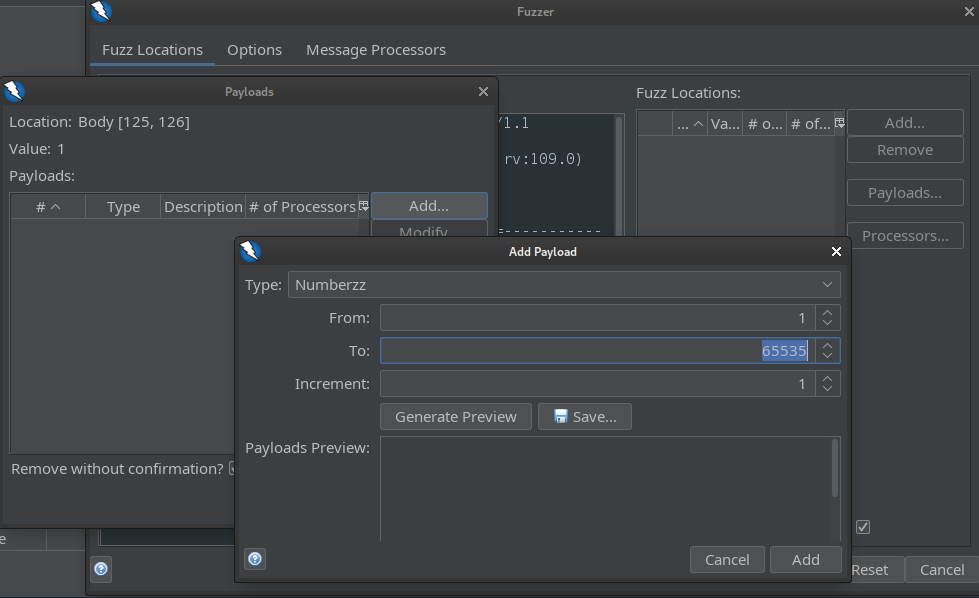 Fuzzer
Fuzz Locations Options Message Processors
Payloads
Location: Body [125, 126]
Value: 1
Payloads:
# Type Description # of Processors
Add...
Modify
Remove without confirmation?
/1.1
rv:109.0)
=------------
Fuzz Locations:
... Va... # o... # of...
Add...
Remove
Payloads...
Processors...
Add Payload
Type: Numberzz
From: 1
To: 65535
Increment: 1
Generate Preview Save...
Payloads Preview:
Cancel Add
e
Reset Cancel